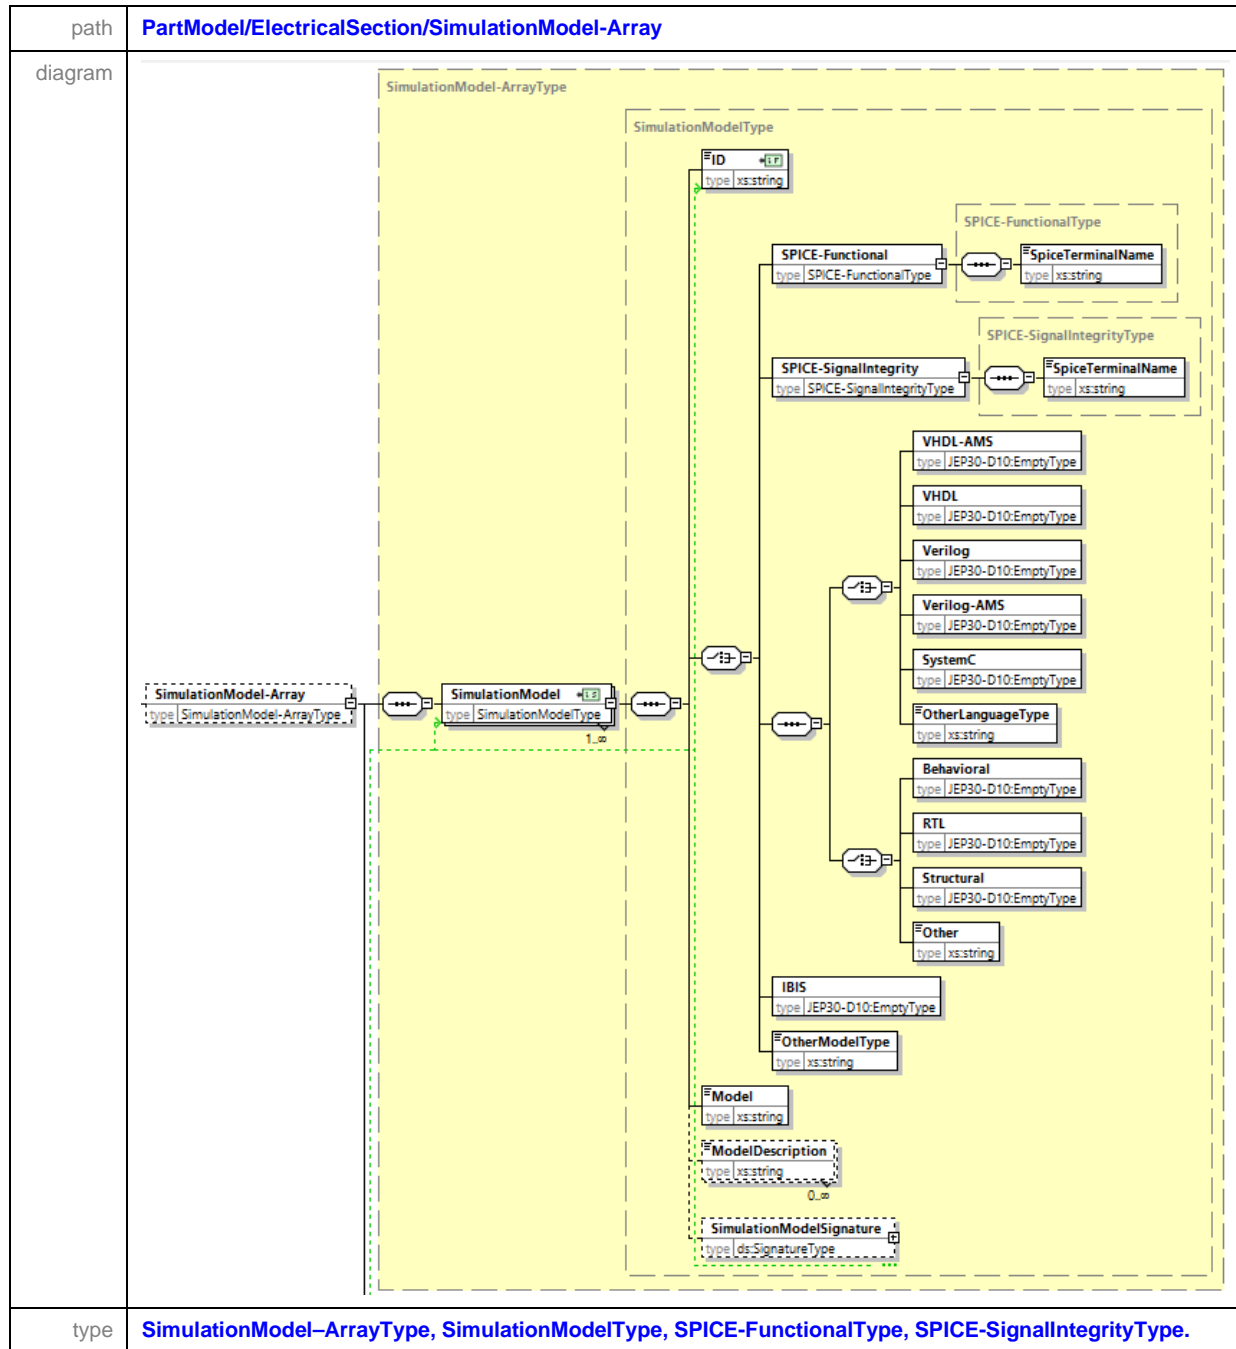 path PartModel/ElectricalSection/SimulationModel-Array
diagram
SimulationModel-ArrayType
SimulationModelType
ID
type xs:string
SPICE-FunctionalType
SPICE-Functional
type SPICE-FunctionalType
SpiceTerminalName
type xs:string
SPICE-SignalIntegrityType
SPICE-SignalIntegrity
type SPICE-SignalIntegrityType
SpiceTerminalName
type xs:string
VHDL-AMS
type JEP30-D10:EmptyType
VHDL
type JEP30-D10:EmptyType
Verilog
type JEP30-D10:EmptyType
Verilog-AMS
type JEP30-D10:EmptyType
SystemC
type JEP30-D10:EmptyType
SimulationModel-Array
type SimulationModel-ArrayType
SimulationModel
type SimulationModelType
1..∞
OtherLanguageType
type xs:string
Behavioral
type JEP30-D10:EmptyType
RTL
type JEP30-D10:EmptyType
Structural
type JEP30-D10:EmptyType
Other
type xs:string
IBIS
type JEP30-D10:EmptyType
OtherModelType
type xs:string
Model
type xs:string
ModelDescription
type xs:string
0..∞
SimulationModelSignature
type ds:SignatureType
type SimulationModel–ArrayType, SimulationModelType, SPICE-FunctionalType, SPICE-SignalIntegrityType.